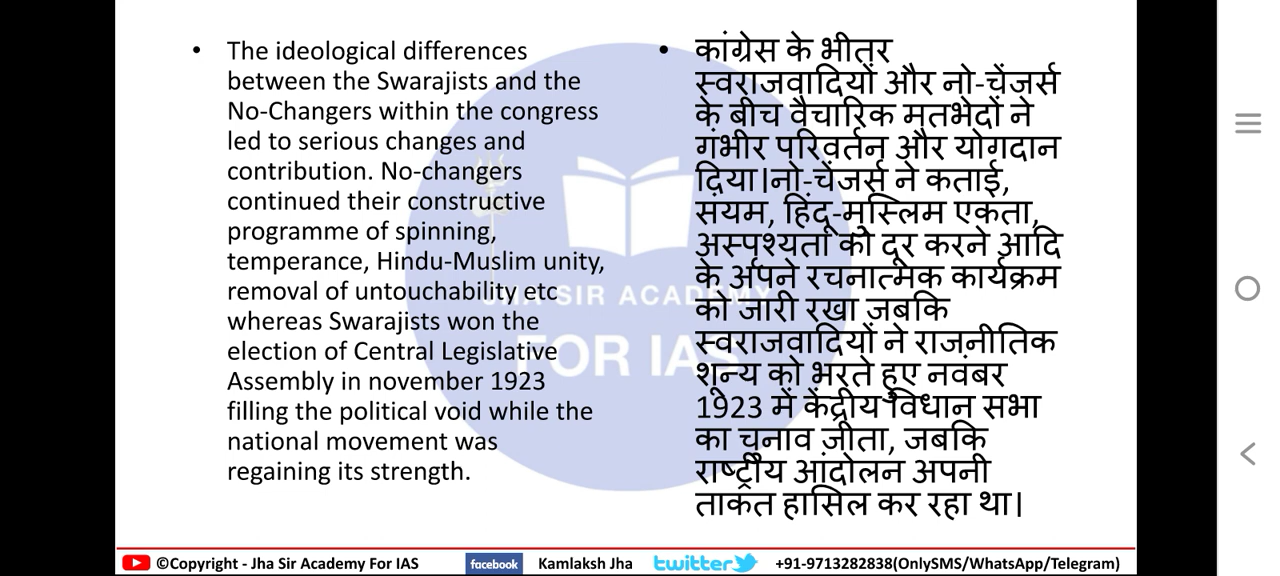 • The ideological differences
between the Swarajists and the
No-Changers within the congress
led to serious changes and
contribution. No-changers
continued their constructive
programme of spinning,
temperance, Hindu-Muslim unity,
removal of untouchability etc
whereas Swarajists won the
election of Central Legislative
Assembly in november 1923
filling the political void while the
national movement was
regaining its strength.
• कांग्रेस के भीतर
स्वराजवादियों और नो-चेंजर्स
के बीच वैचारिक मतभेदों ने
गंभीर परिवर्तन और योगदान
दिया।नो-चेंजर्स ने कताई,
संयम, हिंदू-मुस्लिम एकता,
अस्पृश्यता को दूर करने आदि
के अपने रचनात्मक कार्यक्रम
को जारी रखा जबकि
स्वराजवादियों ने राजनीतिक
शून्य को भरते हुए नवंबर
1923 में केंद्रीय विधान सभा
का चुनाव जीता, जबकि
राष्ट्रीय आंदोलन अपनी
ताकत हासिल कर रहा था।
JHA SIR ACADEMY
FOR IAS
©Copyright - Jha Sir Academy For IAS facebook Kamlaksh Jha twitter +91-9713282838(OnlySMS/WhatsApp/Telegram)